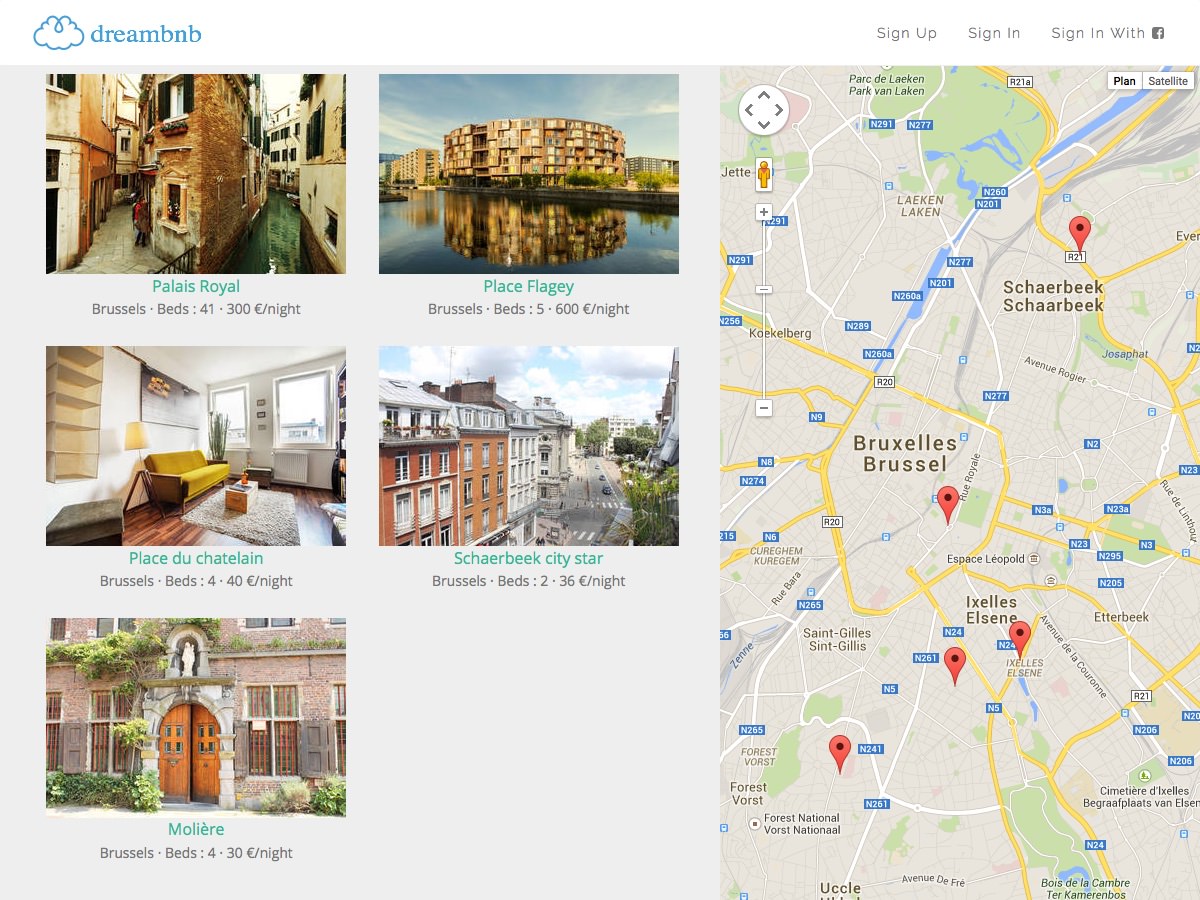 dreambnb
Sign Up
Sign In
Sign In With
Palais Royal
Brussels · Beds : 41 · 300 €/night
Place Flagey
Brussels · Beds : 5 · 600 €/night
Place du chatelain
Brussels · Beds : 4 · 40 €/night
Schaerbeek city star
Brussels · Beds : 2 · 36 €/night
Molière
Brussels · Beds : 4 · 30 €/night
Plan
Satellite
Parc de Laeken
Park van Laeken
R21a
N291
N277
Jette
LAEKEN
LAKEN
N260
N201
N291
R21
N291
N277
N201
N260a
Schaerbeek
Schaarbeek
N256
Koekelberg
N289
N260a
Josaphat
Avenue Rogier
R20
N277
N9
Bruxelles
Brussel
N2
N8
N274
Rue Royale
N23
Rue de Linthout
R20
N3a
N23a
N6
CUREGHEM
KUREGEM
N23
N3
N295
Espace Léopold
N205
Rue Bara
N265
Ixelles
Elsene
Etterbeek
Zenne
Saint-Gilles
Sint-Gillis
N24
N24
N261
IXELLES
ELSENE
Avenue de la Couronne
N5
R21
N5
N265
N206
N241
FOREST
VORST
N206
Forest
Vorst
N261
Cimetière d'Ixelles
Begraafplaats van Elsen
Forest National
Vorst Nationaal
N24
Avenue De Fré
Bois de la Cambre
Ter Kamerenbos
Uccle